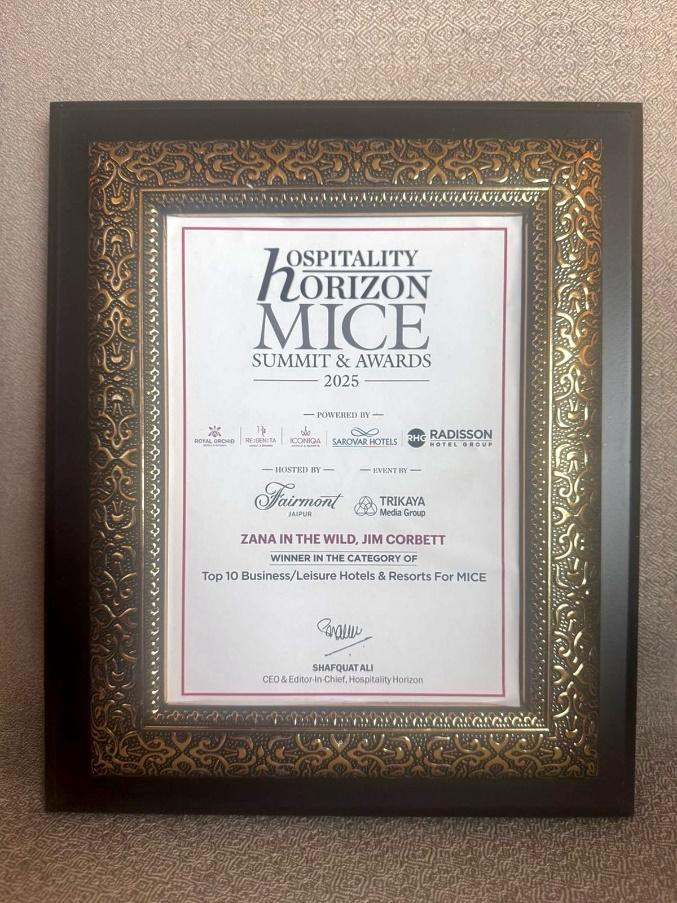 HOSPITALITY
HORIZON
MICE
SUMMIT & AWARDS
2025
POWERED BY
ROYAL ORCHID REGENTA ICONIQA SAROVAR HOTELS RHG RADISSON
HOTEL GROUP
HOSTED BY EVENT BY
Fairmont TRIKAYA
JAIPUR Media Group
ZANA IN THE WILD, JIM CORBETT
WINNER IN THE CATEGORY OF
Top 10 Business/Leisure Hotels & Resorts For MICE
SHAFQUAT ALI
CEO & Editor-In-Chief, Hospitality Horizon